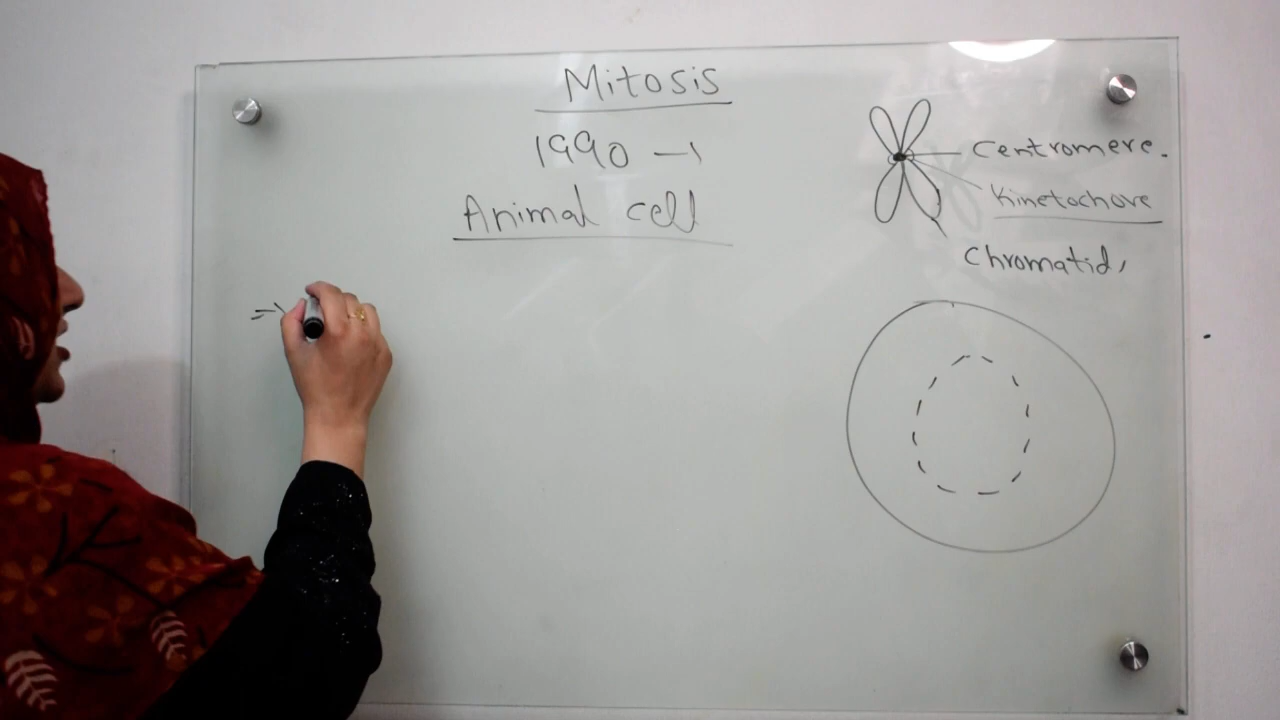 Mitosis
1990 –1
Animal cell
Centromere.
Kinetochore
Chromatid,